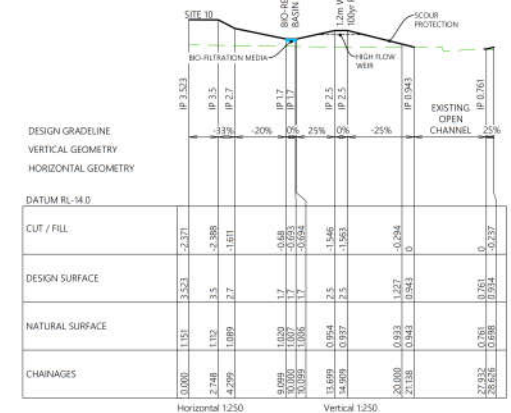 SITE 10
BIO-RE
BASIN
1.2m W
100yr F
SCOUR
PROTECTION
BIO-FILTRATION MEDIA
HIGH FLOW
WEIR
IP 3.523
IP 3.5
IP 2.7
IP 1.7
IP 1.7
IP 2.5
IP 2.5
IP 0.943
IP 0.761
EXISTING
OPEN
CHANNEL
DESIGN GRADELINE
-33% -20% 0% 25% 0% -25% 25%
VERTICAL GEOMETRY
HORIZONTAL GEOMETRY
DATUM RL-14.0
CUT / FILL
-2.371 -2.388 -1.611 -0.68 -0.693 -0.694 -1.546 -1.563 -0.294 0 0 -0.237
DESIGN SURFACE
3.523 3.5 2.7 1.7 1.7 1.7 2.5 2.5 1.227 0.943 0.761 0.934
NATURAL SURFACE
1.151 1.112 1.089 1.020 1.007 1.006 0.954 0.937 0.933 0.943 0.761 0.698
CHAINAGES
0.000 2.748 4.299 9.099 10.000 10.099 13.699 14.909 20.000 21.138 27.932 28.626
Horizontal 1:250 Vertical 1:250